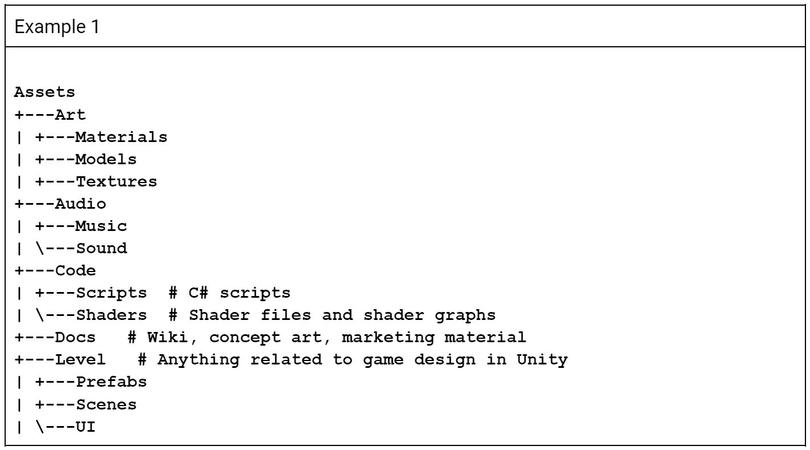 Example 1
Assets
+---Art
| +---Materials
| +---Models
| +---Textures
+---Audio
| +---Music
| \---Sound
+---Code
| +---Scripts  # C# scripts
| \---Shaders  # Shader files and shader graphs
+---Docs   # Wiki, concept art, marketing material
+---Level   # Anything related to game design in Unity
| +---Prefabs
| +---Scenes
| \---UI